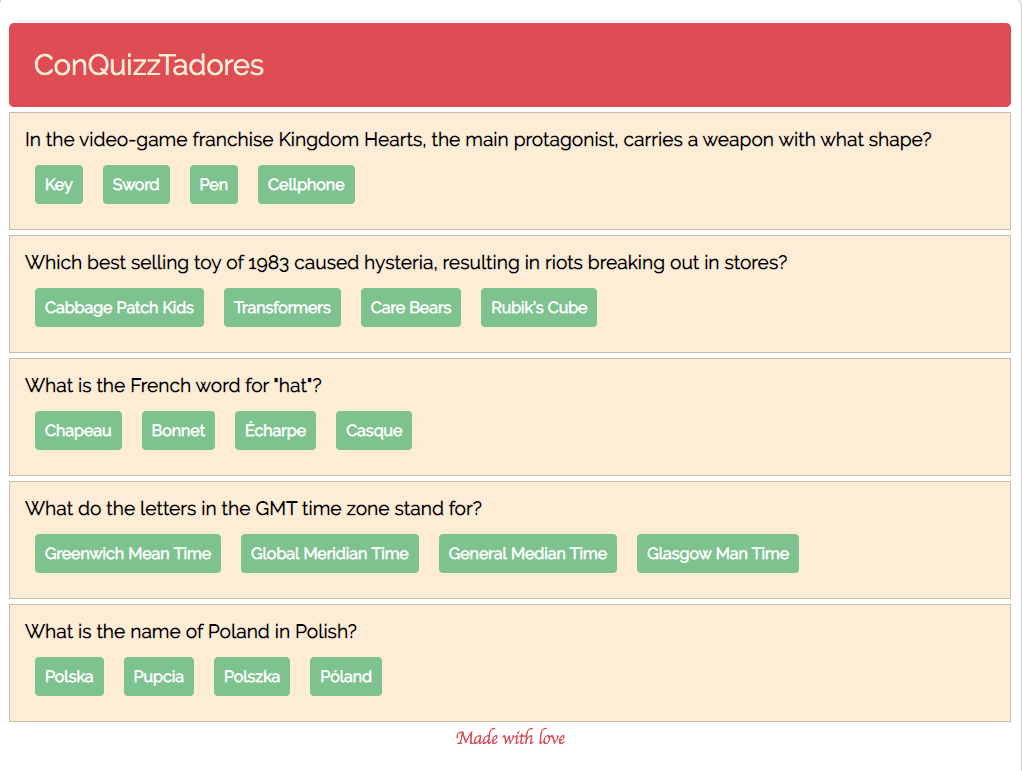 ConQuizzTadores
In the video-game franchise Kingdom Hearts, the main protagonist, carries a weapon with what shape?
Key Sword Pen Cellphone
Which best selling toy of 1983 caused hysteria, resulting in riots breaking out in stores?
Cabbage Patch Kids Transformers Care Bears Rubik's Cube
What is the French word for "hat"?
Chapeau Bonnet Écharpe Casque
What do the letters in the GMT time zone stand for?
Greenwich Mean Time Global Meridian Time General Median Time Glasgow Man Time
What is the name of Poland in Polish?
Polska Pupcia Polszka Póland
Made with love